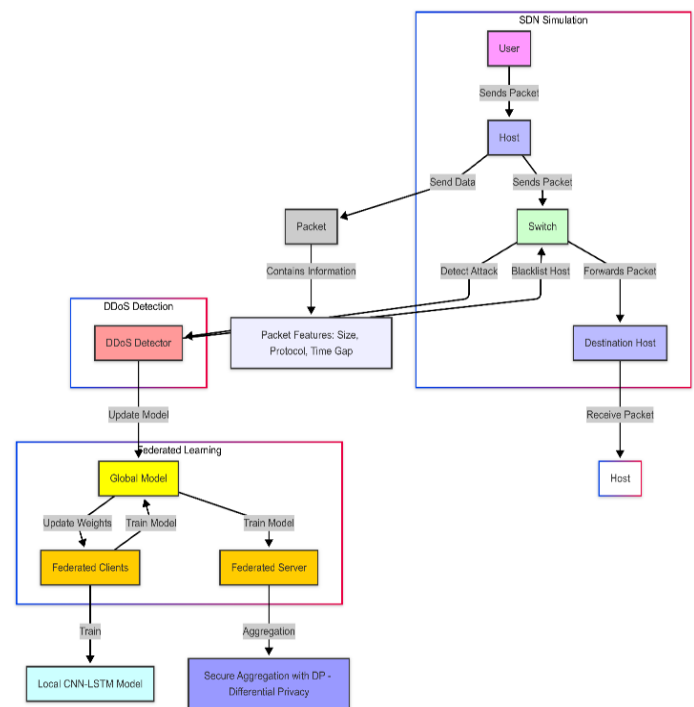 SDN Simulation
User
Sends Packet
Host
Send Data
Sends Packet
Packet
Switch
Contains Information
Detect Attack
Blacklist Host
Forwards Packet
DDoS Detection
DDoS Detector
Packet Features: Size,
Protocol, Time Gap
Destination Host
Update Model
Receive Packet
Federated Learning
Global Model
Host
Update Weights
Train Model
Train Model
Federated Clients
Federated Server
Train
Aggregation
Local CNN-LSTM Model
Secure Aggregation with DP -
Differential Privacy